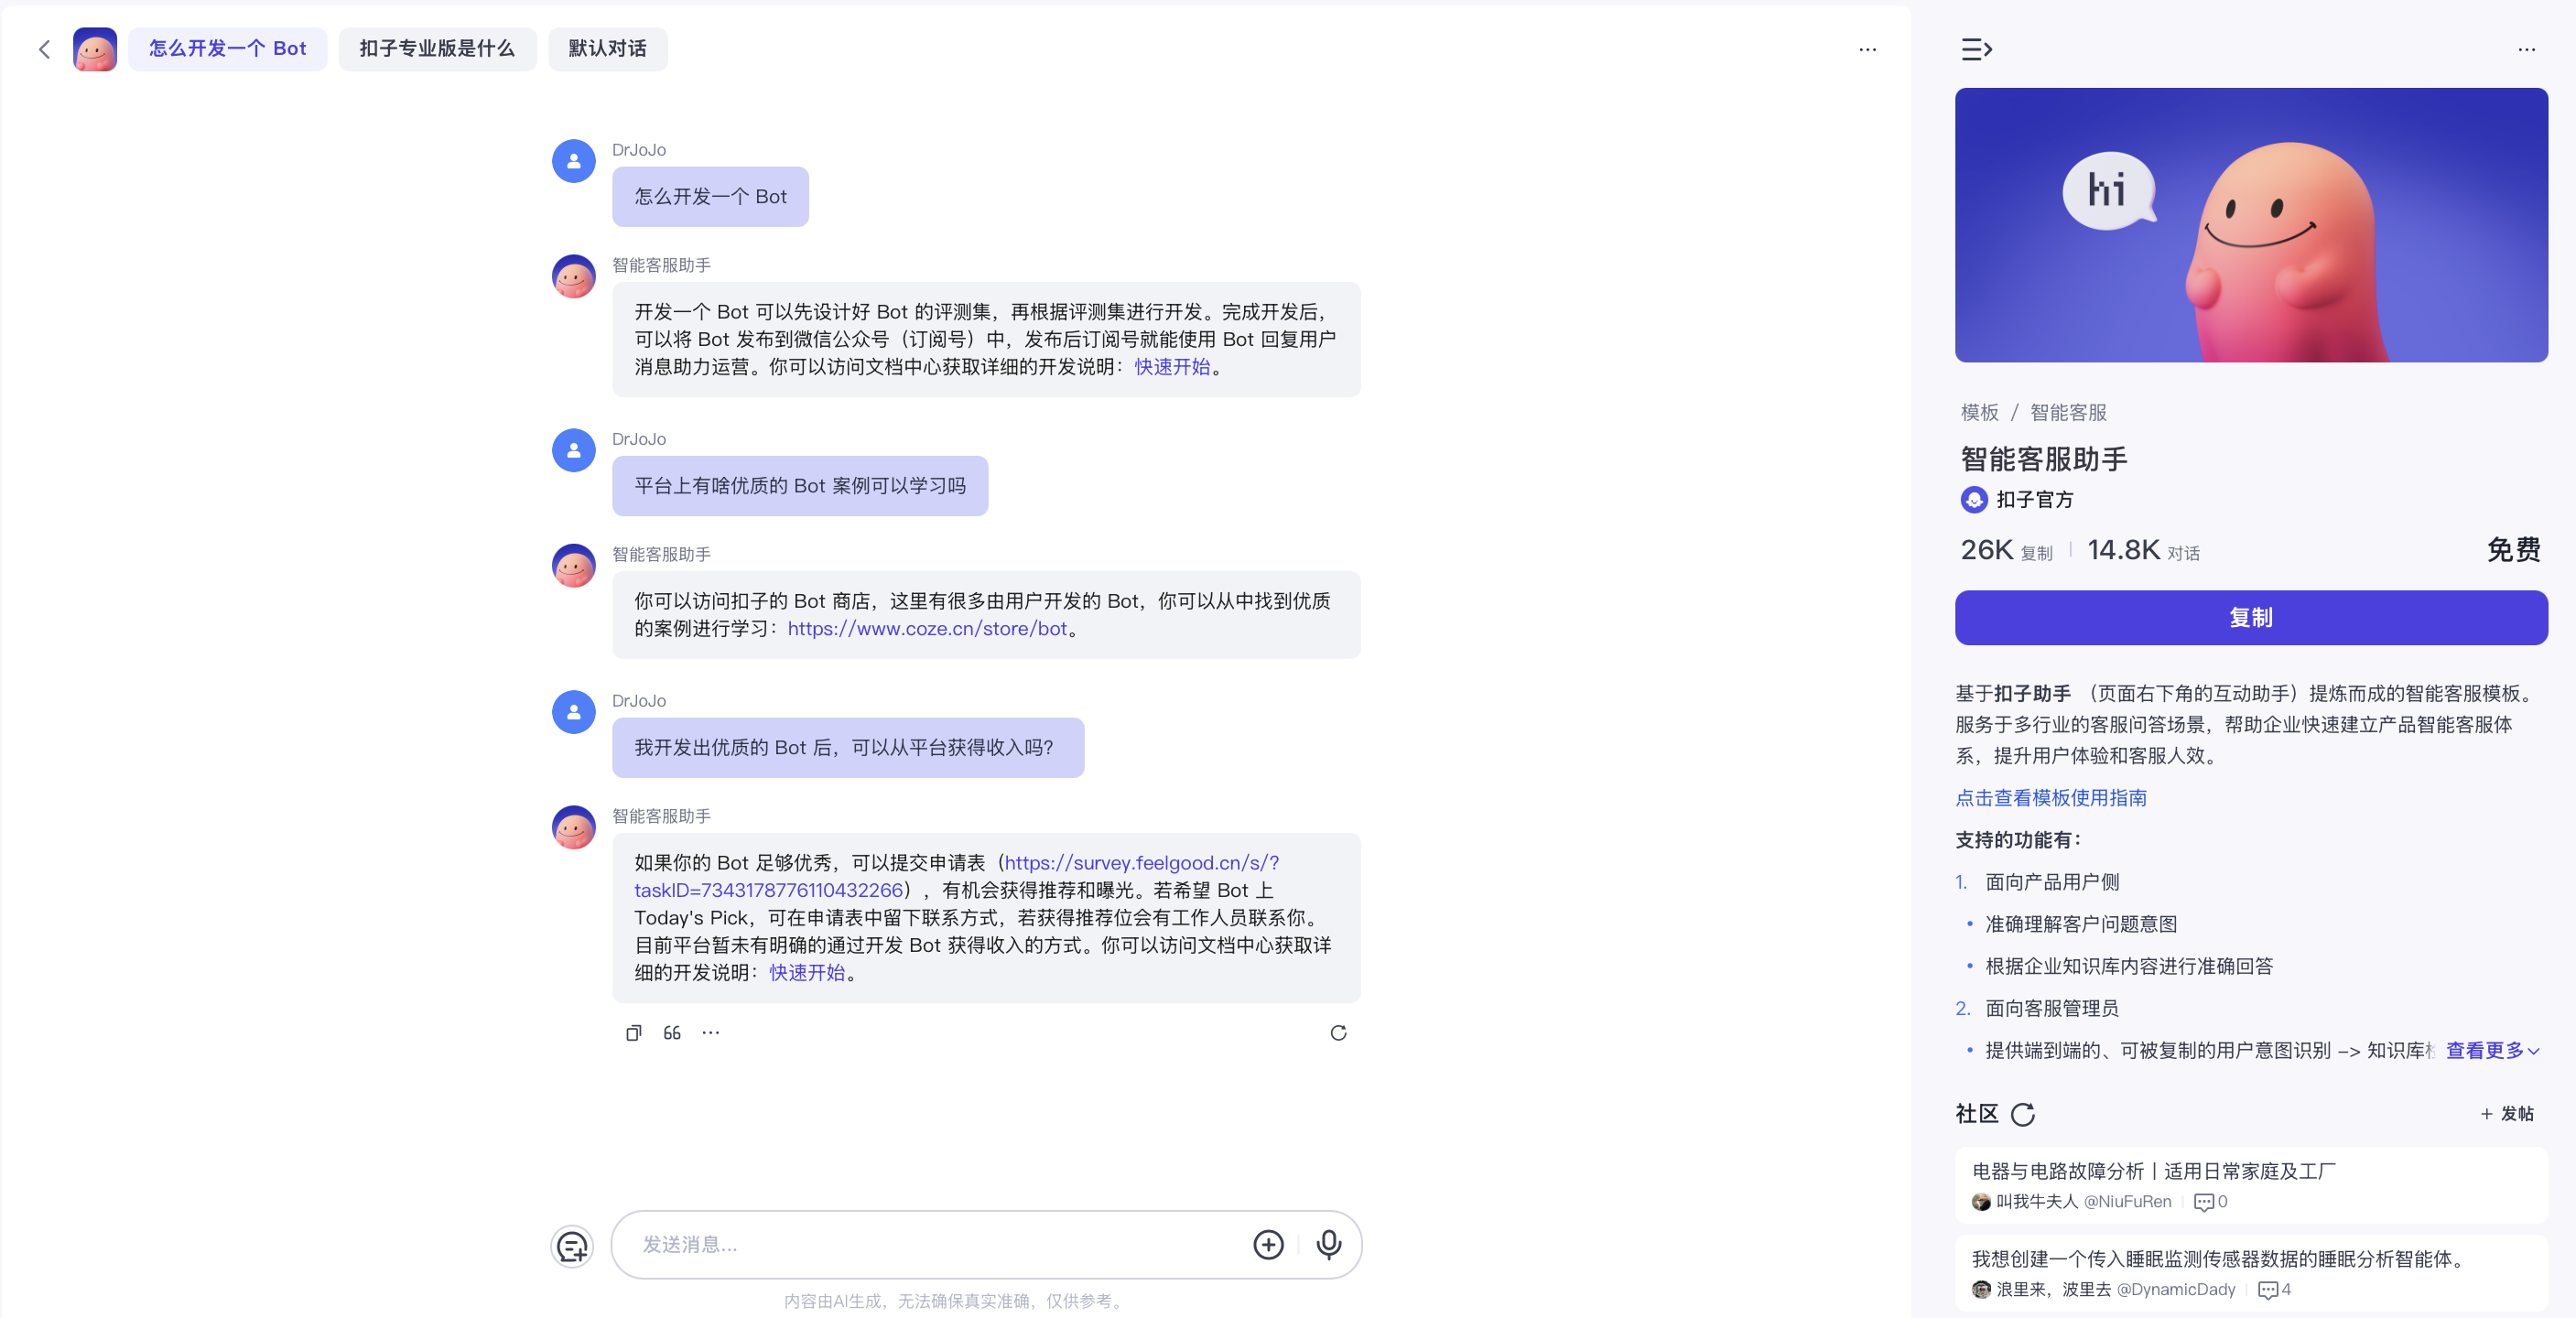 怎么开发一个 Bot
扣子专业版是什么
默认对话
DrJoJo
怎么开发一个 Bot
智能客服助手
开发一个 Bot 可以先设计好 Bot 的评测集，再根据评测集进行开发。完成开发后，
可以将 Bot 发布到微信公众号（订阅号）中，发布后订阅号就能使用 Bot 回复用户
消息助力运营。你可以访问文档中心获取详细的开发说明：快速开始。
DrJoJo
平台上有啥优质的 Bot 案例可以学习吗
智能客服助手
你可以访问扣子的 Bot 商店，这里有很多由用户开发的 Bot，你可以从中找到优质
的案例进行学习：https://www.coze.cn/store/bot。
DrJoJo
我开发出优质的 Bot 后，可以从平台获得收入吗？
智能客服助手
如果你的 Bot 足够优秀，可以提交申请表（https://survey.feelgood.cn/s/?
taskID=7343178776110432266），有机会获得推荐和曝光。若希望 Bot 上
Today's Pick，可在申请表中留下联系方式，若获得推荐位会有工作人员联系你。
目前平台暂未有明确的通过开发 Bot 获得收入的方式。你可以访问文档中心获取详
细的开发说明：快速开始。
发送消息...
内容由AI生成，无法确保真实准确，仅供参考。
hi
模板 / 智能客服
智能客服助手
扣子官方
26K 复制 14.8K 对话 免费
复制
基于扣子助手 （页面右下角的互动助手）提炼而成的智能客服模板。
服务于多行业的客服问答场景，帮助企业快速建立产品智能客服体
系，提升用户体验和客服人效。
点击查看模板使用指南
支持的功能有：
1. 面向产品用户侧
• 准确理解客户问题意图
• 根据企业知识库内容进行准确回答
2. 面向客服管理员
• 提供端到端的、可被复制的用户意图识别 –> 知识库 查看更多
社区 + 发帖
电器与电路故障分析丨适用日常家庭及工厂
叫我牛夫人 @NiuFuRen 0
我想创建一个传入睡眠监测传感器数据的睡眠分析智能体。
浪里来，波里去 @DynamicDady 4